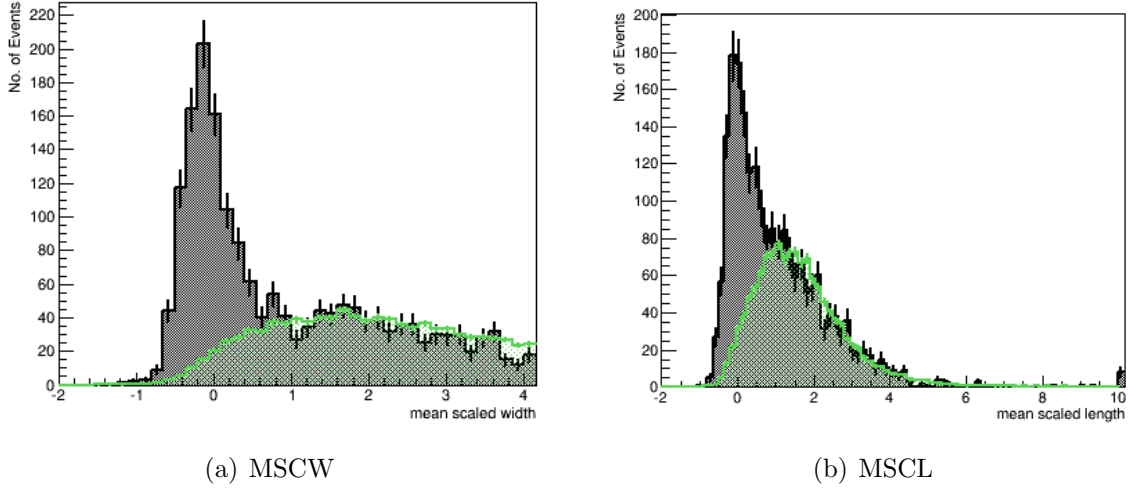 No. of Events
220
200
180
160
140
120
100
80
60
40
20
0
-2 -1 0 1 2 3 4
mean scaled width
(a) MSCW
No. of Events
200
180
160
140
120
100
80
60
40
20
0
-2 0 2 4 6 8 10
mean scaled length
(b) MSCL